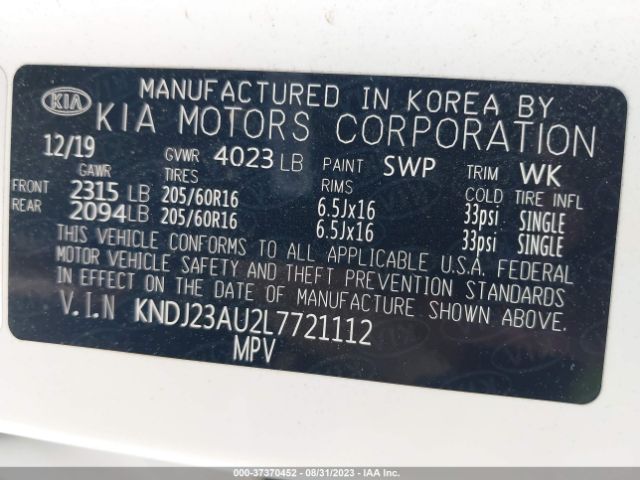 MANUFACTURED IN KOREA BY
KIA KIA MOTORS CORPORATION
12/19 GVWR 4023 LB PAINT SWP TRIM WK
GAWR TIRES RIMS COLD TIRE INFL
FRONT 2315 LB 205/60R16 6.5Jx16 33psi SINGLE
REAR 2094 LB 205/60R16 6.5Jx16 33psi SINGLE
THIS VEHICLE CONFORMS TO ALL APPLICABLE U.S.A. FEDERAL
MOTOR VEHICLE SAFETY AND THEFT PREVENTION STANDARDS
IN EFFECT ON THE DATE OF MANUFACTURE SHOWN ABOVE.
V.I.N KNDJ23AU2L7721112
MPV
© COPART - 37370452 - 08/31/2023 - IAA Inc.